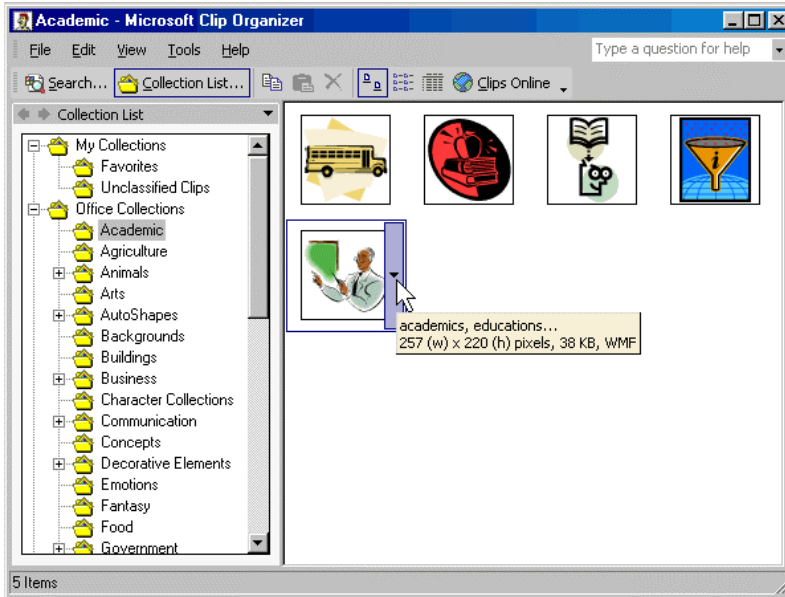 Academic - Microsoft Clip Organizer
File Edit View Tools Help
Type a question for help
Search... Collection List... Clips Online
Collection List
My Collections
Favorites
Unclassified Clips
Office Collections
Academic
Agriculture
Animals
Arts
AutoShapes
Backgrounds
Buildings
Business
Character Collections
Communication
Concepts
Decorative Elements
Emotions
Fantasy
Food
Government
i
academics, educations...
257 (w) x 220 (h) pixels, 38 KB, WMF
5 Items